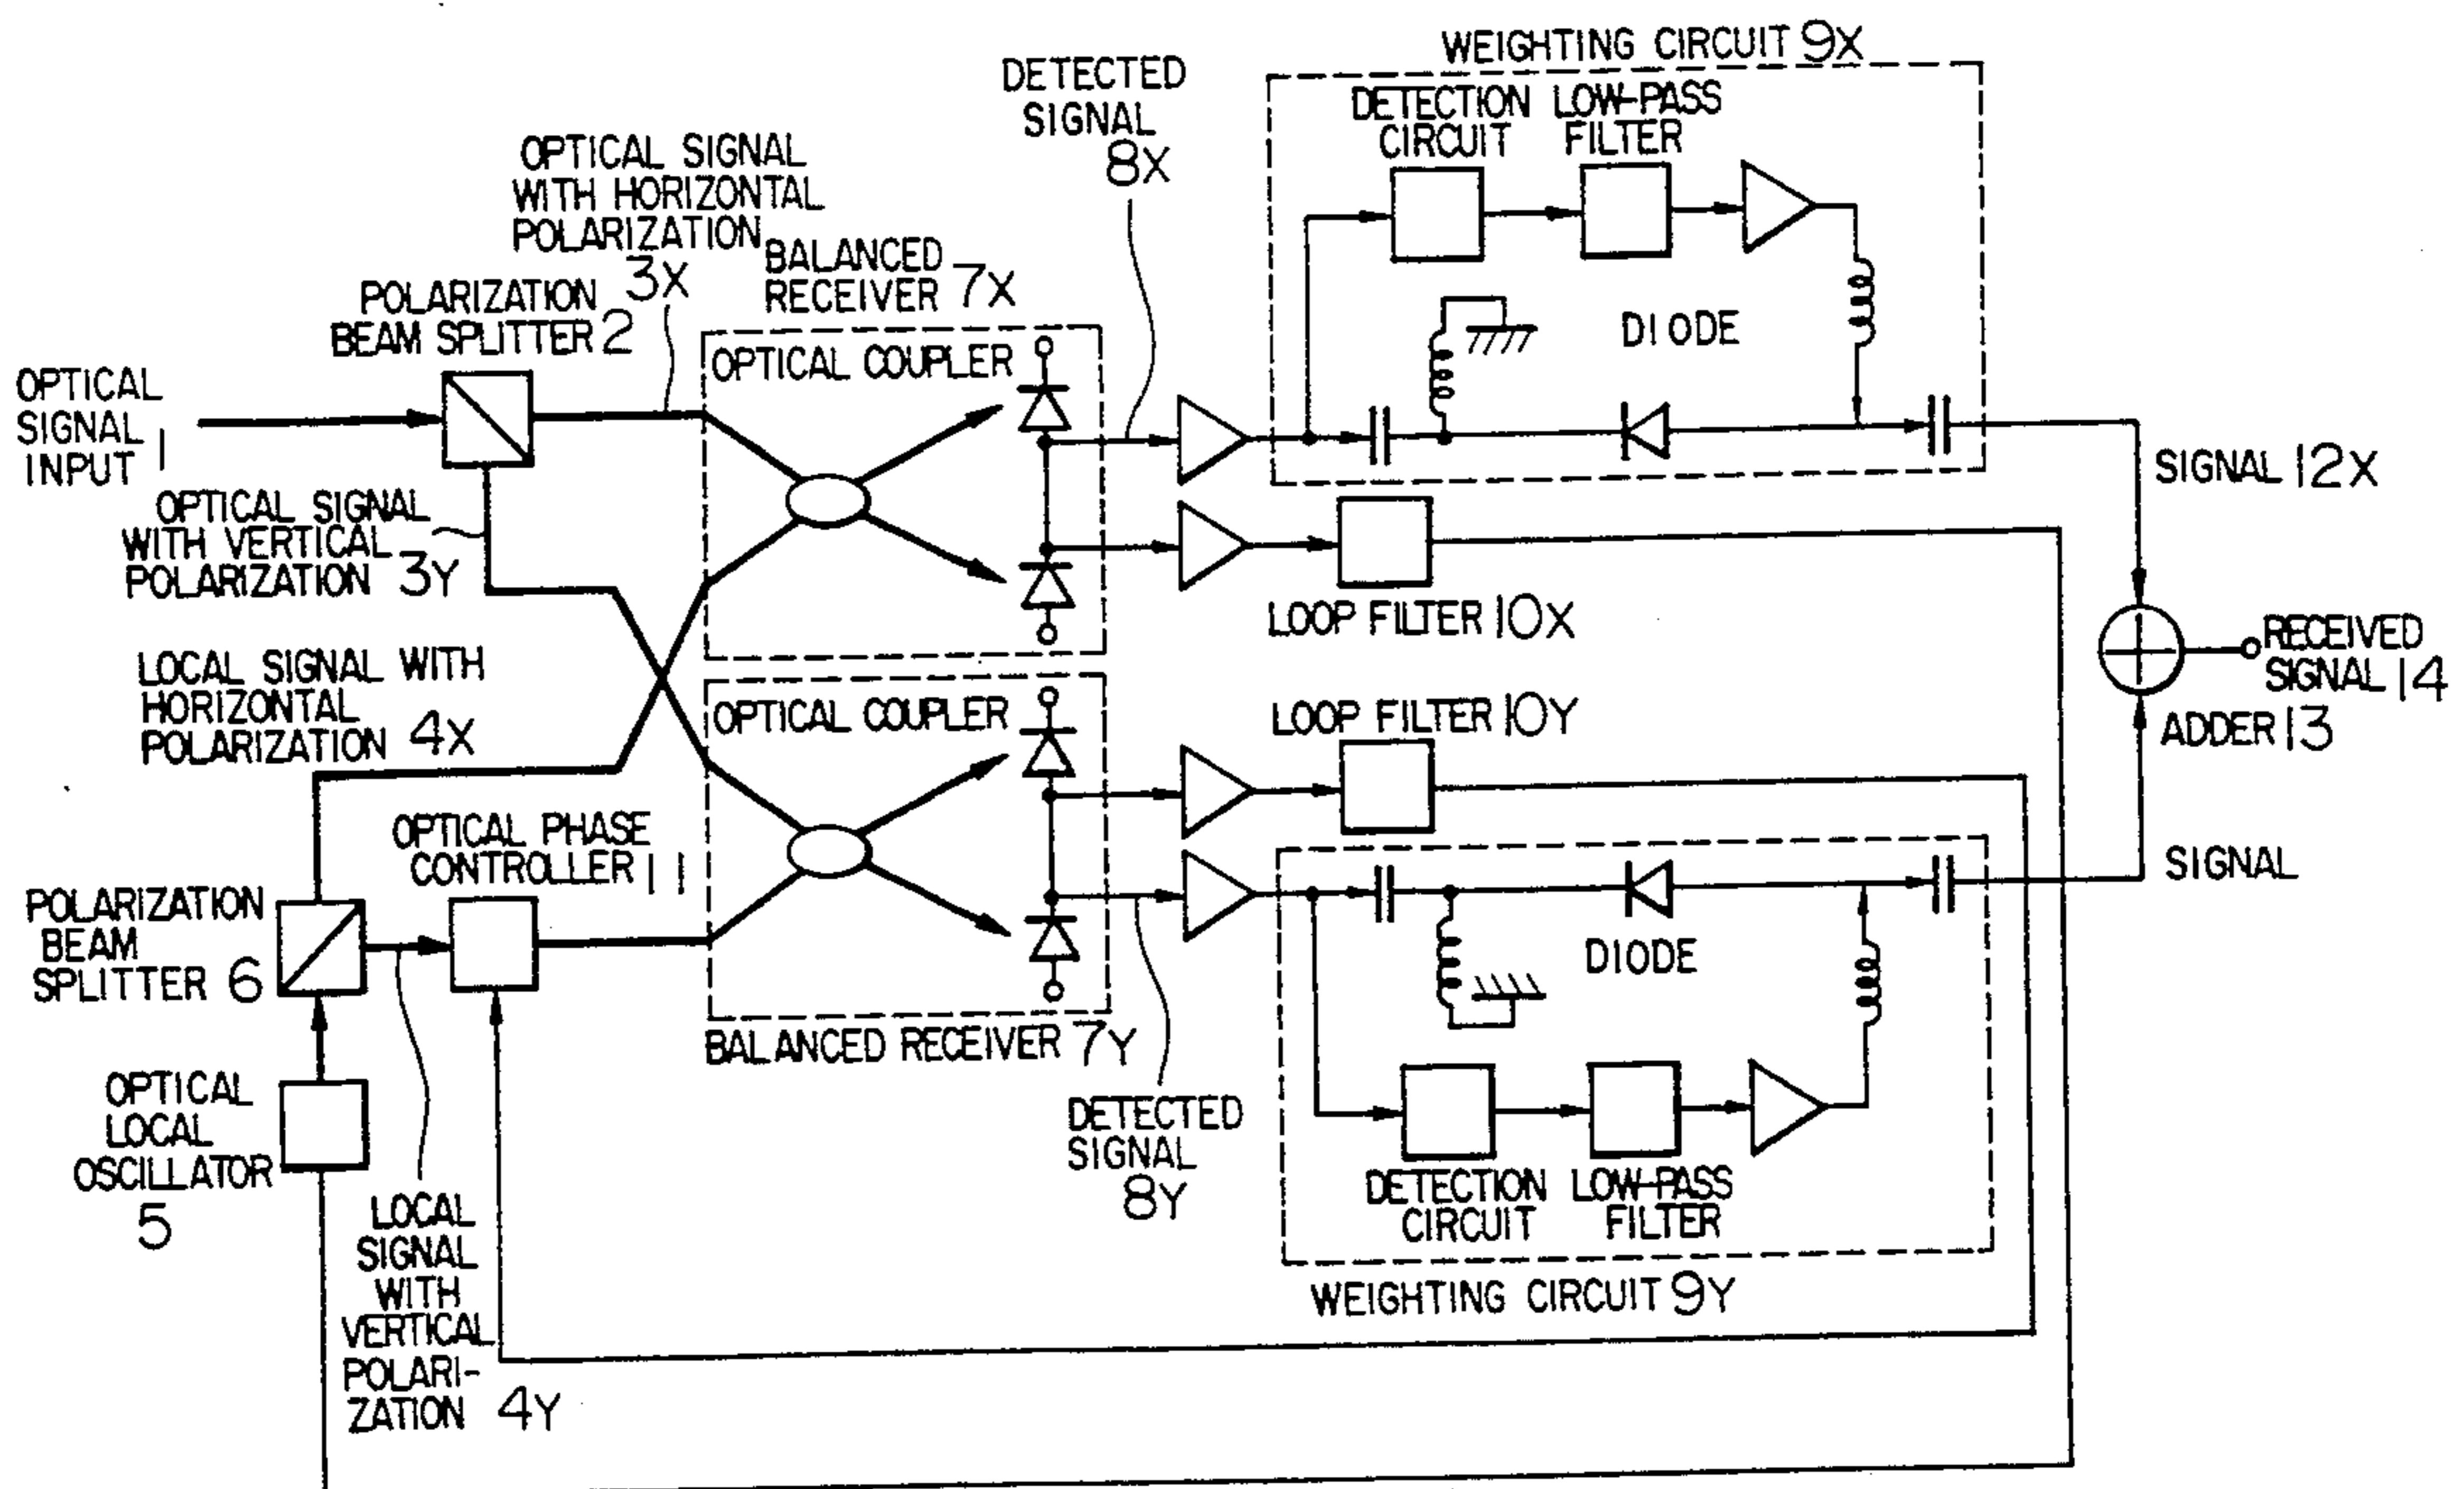 WEIGHTING CIRCUIT 9X
DETECTED
SIGNAL
8X
DETECTION
CIRCUIT
LOW-PASS
FILTER
OPTICAL SIGNAL
WITH HORIZONTAL
POLARIZATION
3X
BALANCED
RECEIVER 7X
POLARIZATION
BEAM SPLITTER 2
OPTICAL COUPLER
DIODE
OPTICAL
SIGNAL
INPUT 1
SIGNAL 12X
OPTICAL SIGNAL
WITH VERTICAL
POLARIZATION 3Y
LOOP FILTER 10X
RECEIVED
SIGNAL 14
ADDER 13
LOCAL SIGNAL WITH
HORIZONTAL
POLARIZATION 4X
OPTICAL COUPLER
LOOP FILTER 10Y
OPTICAL PHASE
CONTROLLER 11
SIGNAL
POLARIZATION
BEAM
SPLITTER 6
DIODE
BALANCED RECEIVER 7Y
OPTICAL
LOCAL
OSCILLATOR
5
DETECTED
SIGNAL
8Y
DETECTION
CIRCUIT
LOW-PASS
FILTER
LOCAL
SIGNAL
WITH
VERTICAL
POLARI-
ZATION 4Y
WEIGHTING CIRCUIT 9Y